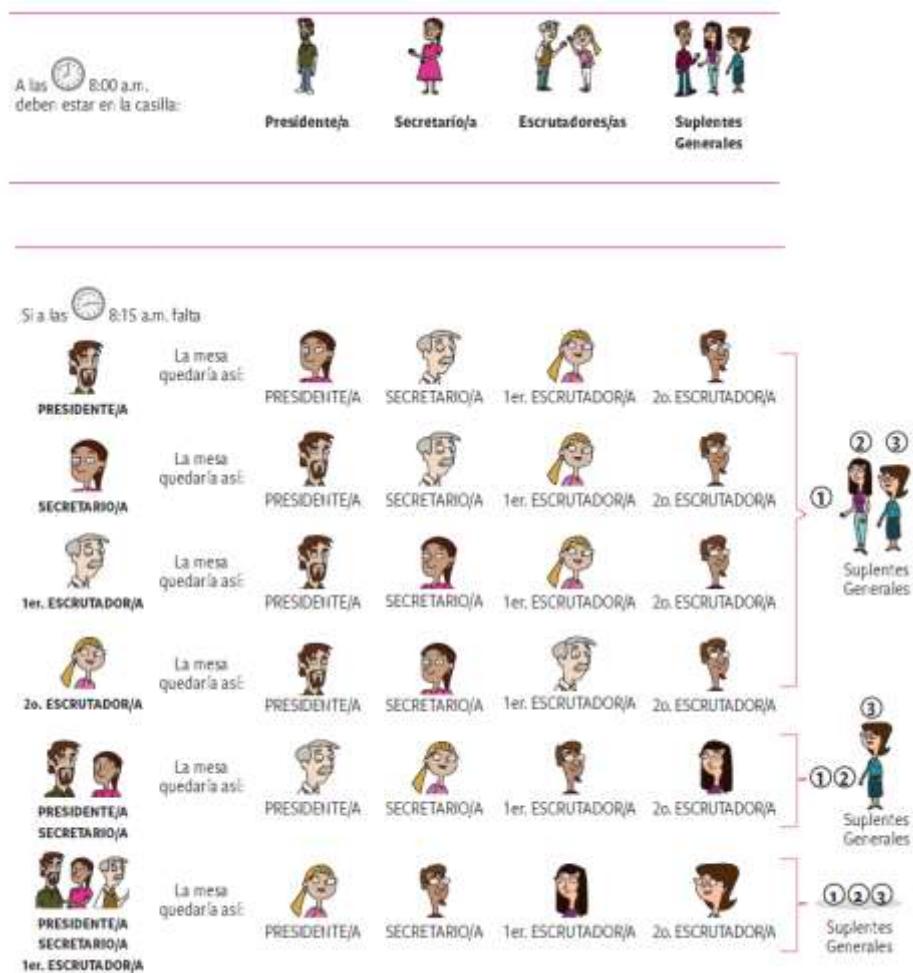 A las 8:00 a.m.
deben estar en la casilla:
Presidente/a
Secretario/a
Escrutadores/as
Suplentes
Generales
Si a las 8:15 a.m. falta
PRESIDENTE/A
La mesa
quedaría así:
PRESIDENTE/A
SECRETARIO/A
1er. ESCRUTADOR/A
2o. ESCRUTADOR/A
SECRETARIO/A
La mesa
quedaría así:
PRESIDENTE/A
SECRETARIO/A
1er. ESCRUTADOR/A
2o. ESCRUTADOR/A
1er. ESCRUTADOR/A
La mesa
quedaría así:
PRESIDENTE/A
SECRETARIO/A
1er. ESCRUTADOR/A
2o. ESCRUTADOR/A
2o. ESCRUTADOR/A
La mesa
quedaría así:
PRESIDENTE/A
SECRETARIO/A
1er. ESCRUTADOR/A
2o. ESCRUTADOR/A
① ② ③
Suplentes
Generales
PRESIDENTE/A
SECRETARIO/A
La mesa
quedaría así:
PRESIDENTE/A
SECRETARIO/A
1er. ESCRUTADOR/A
2o. ESCRUTADOR/A
① ② ③
Suplentes
Generales
PRESIDENTE/A
SECRETARIO/A
1er. ESCRUTADOR/A
La mesa
quedaría así:
PRESIDENTE/A
SECRETARIO/A
1er. ESCRUTADOR/A
2o. ESCRUTADOR/A
① ② ③
Suplentes
Generales